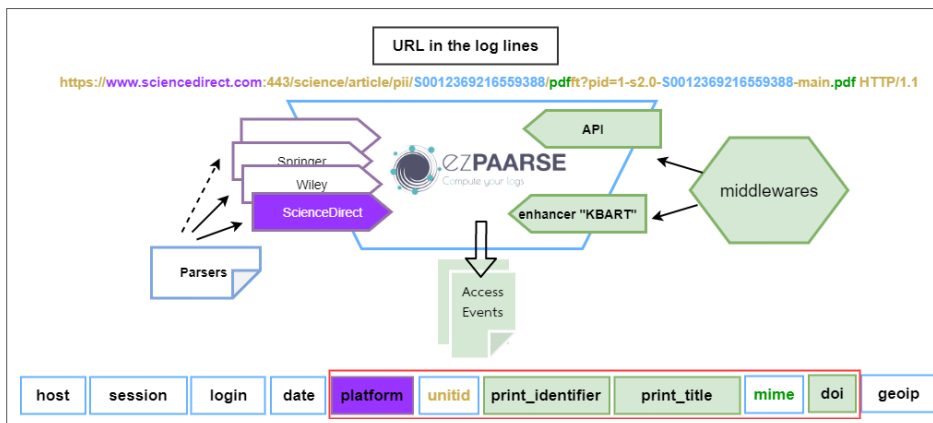 URL in the log lines
https://www.sciencedirect.com:443/science/article/pii/S0012369216559388/pdfft?pid=1-s2.0-S0012369216559388-main.pdf HTTP/1.1
API
Springer
ezPAARSE
Compute your logs
Wiley
middlewares
ScienceDirect
enhancer "KBART"
Parsers
Access
Events
host session login date platform unitid print_identifier print_title mime doi geoip